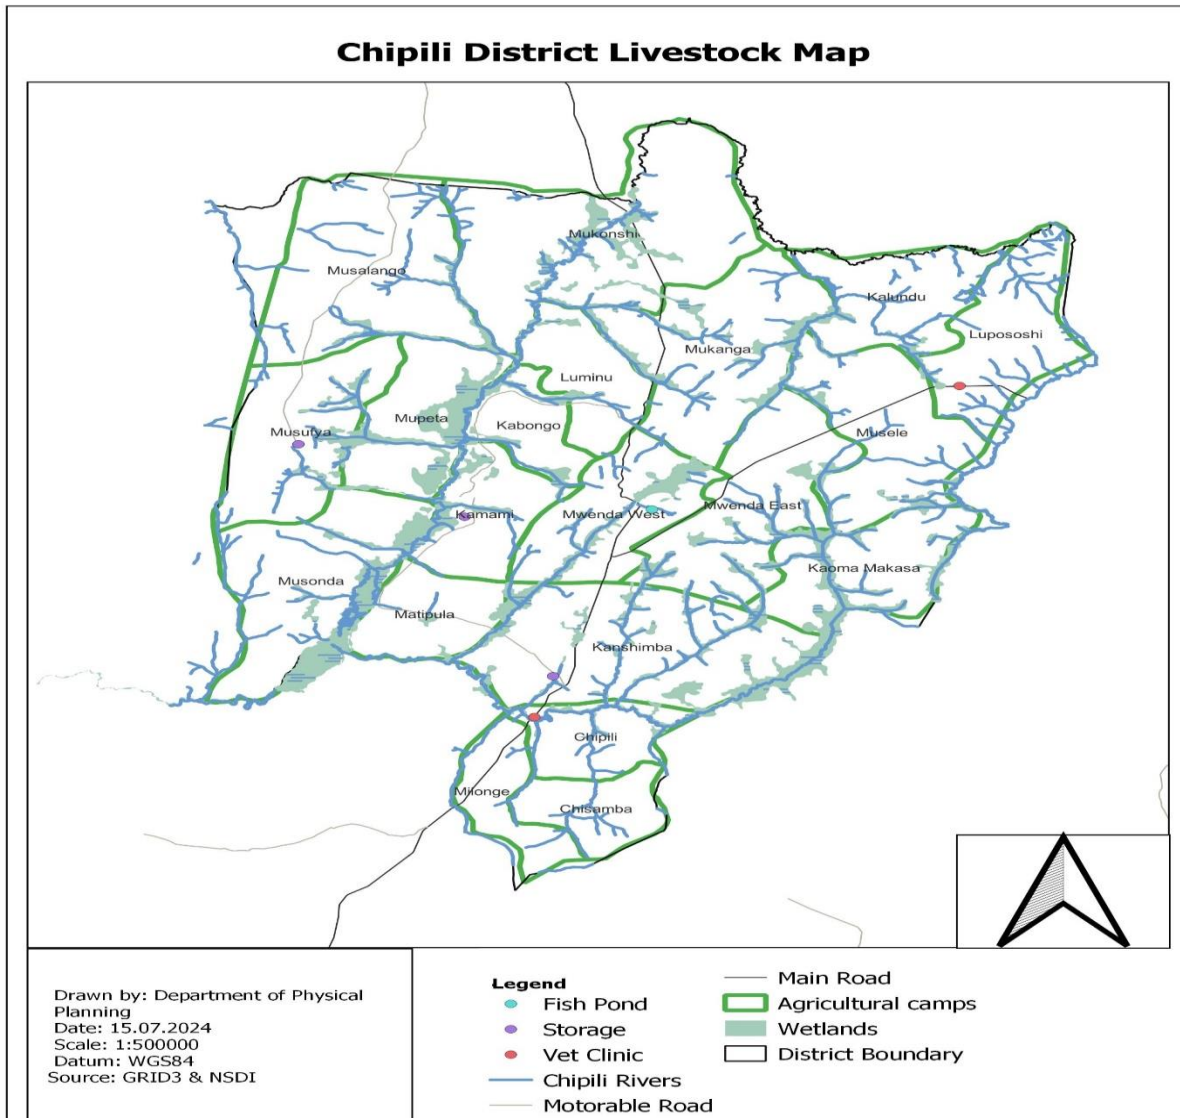 Chipili District Livestock Map
Mukonshi
Musalango
Kalundu
Lupososhi
Mukanga
Luminu
Mupeta
Kabongo
Musufya
Musele
Mwenda East
Kamami
Mwenda West
Kaoma Makasa
Musonda
Matipula
Kanshimba
Chipili
Milonge
Chisamba
Drawn by: Department of Physical
Planning
Date: 15.07.2024
Scale: 1:500000
Datum: WGS84
Source: GRID3 & NSDI
Legend
Fish Pond
Storage
Vet Clinic
Chipili Rivers
Motorable Road
Main Road
Agricultural camps
Wetlands
District Boundary